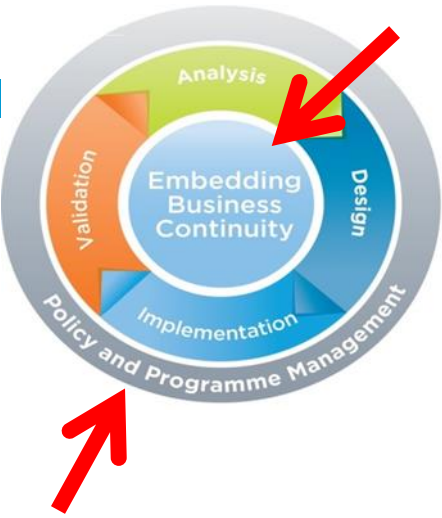 Analysis
Validation
Embedding
Business
Continuity
Design
Implementation
Policy and Programme Management